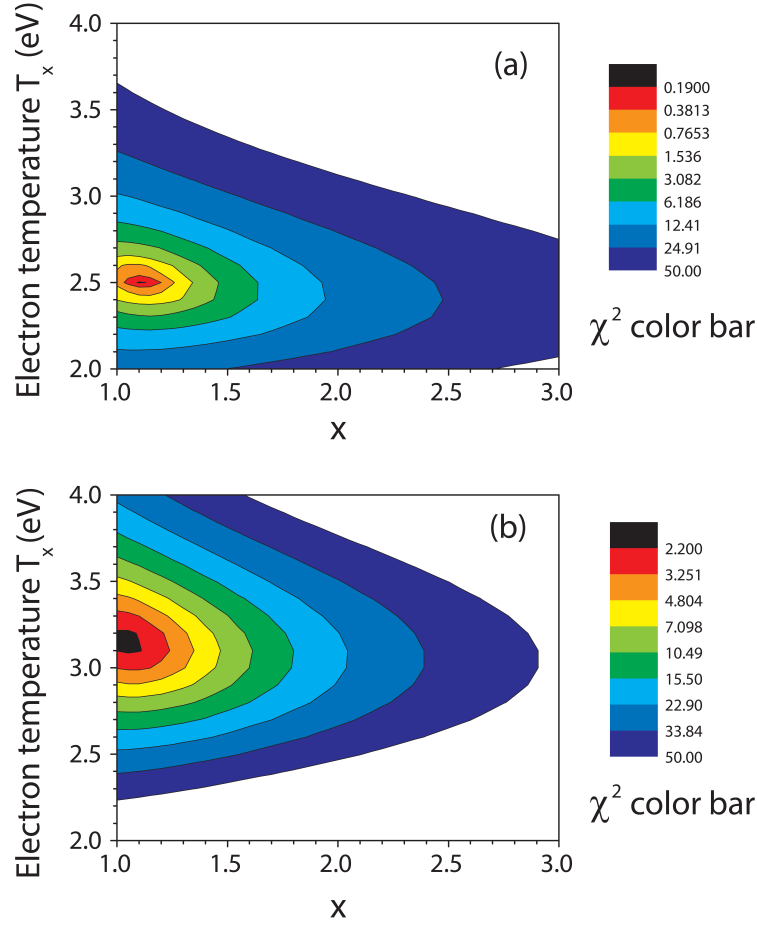 Electron temperature Tₓ (eV)
4.0
3.5
3.0
2.5
2.0
1.0 1.5 2.0 2.5 3.0
x
(a)
0.1900
0.3813
0.7653
1.536
3.082
6.186
12.41
24.91
50.00
χ² color bar
Electron temperature Tₓ (eV)
4.0
3.5
3.0
2.5
2.0
1.0 1.5 2.0 2.5 3.0
x
(b)
2.200
3.251
4.804
7.098
10.49
15.50
22.90
33.84
50.00
χ² color bar